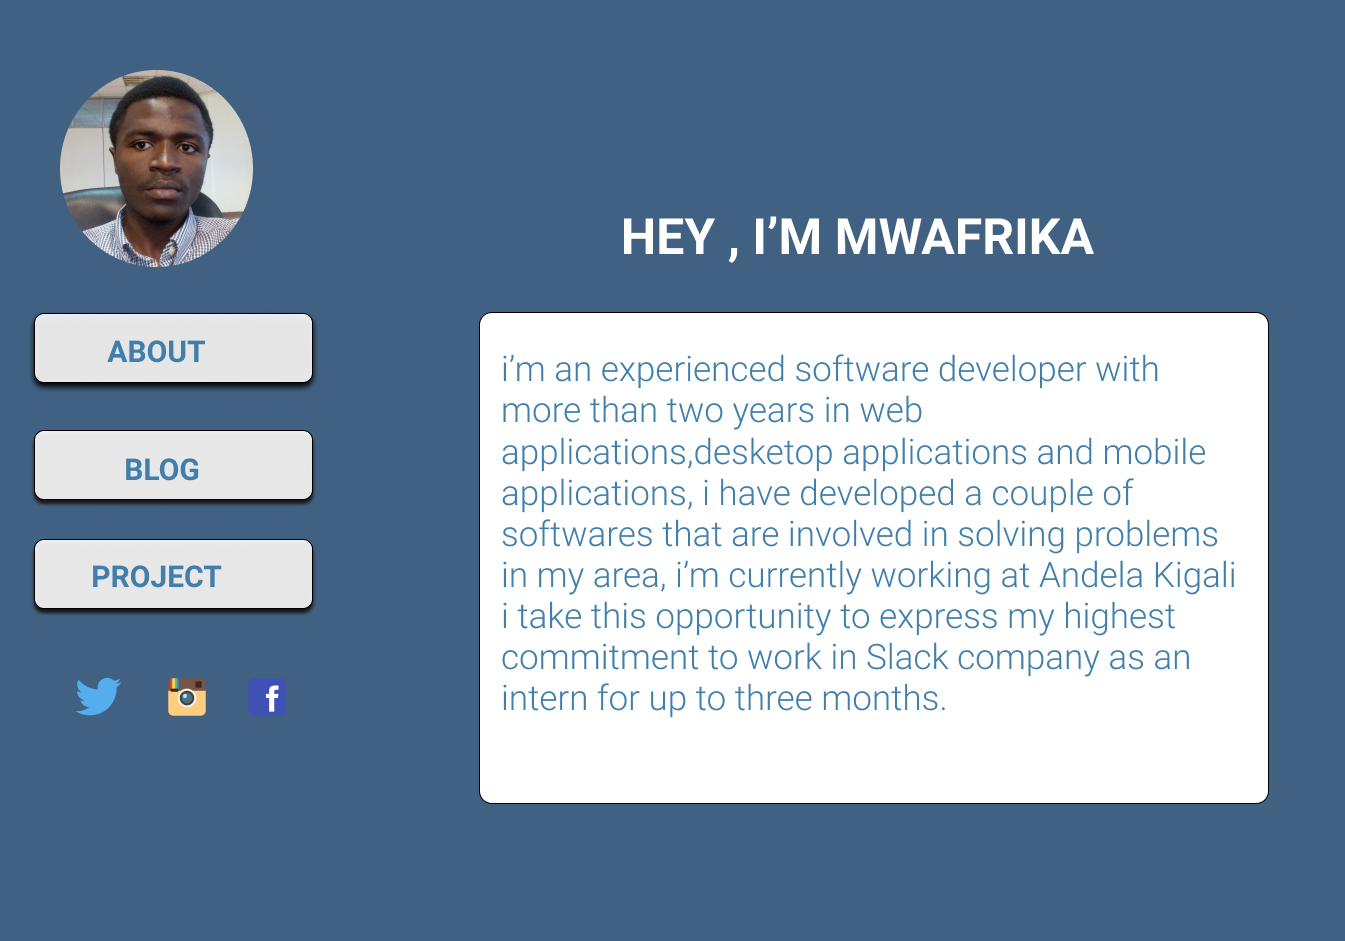 HEY , I’M MWAFRIKA
ABOUT
BLOG
PROJECT
i’m an experienced software developer with
more than two years in web
applications,desketop applications and mobile
applications, i have developed a couple of
softwares that are involved in solving problems
in my area, i’m currently working at Andela Kigali
i take this opportunity to express my highest
commitment to work in Slack company as an
intern for up to three months.